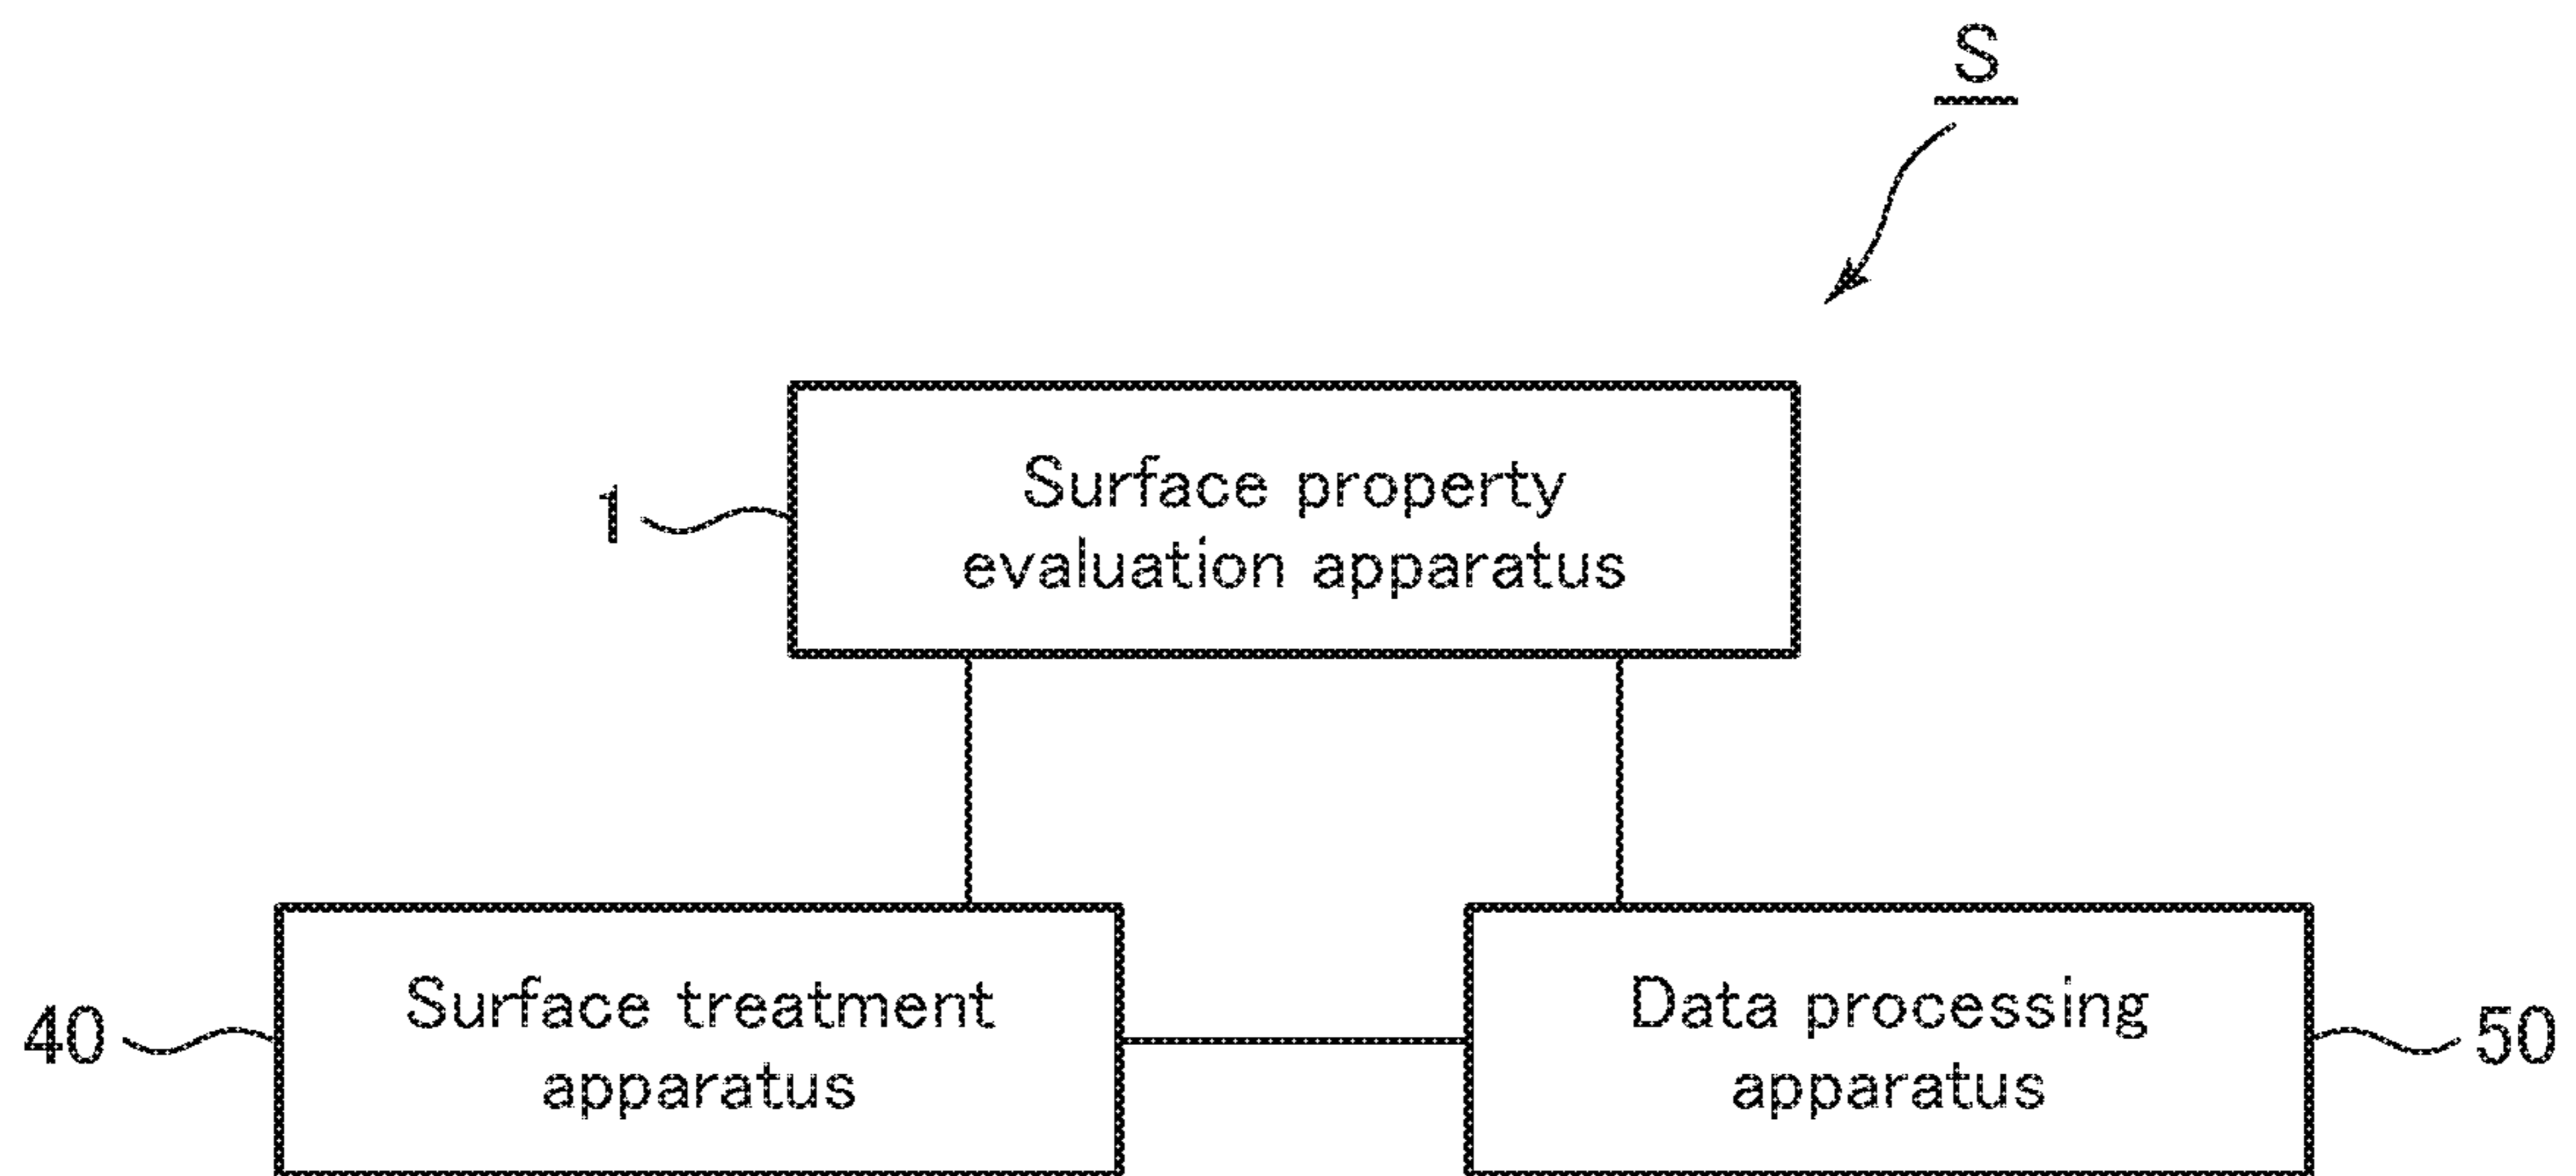 S
Surface property
1
evaluation apparatus
Surface treatment
apparatus
40
Data processing
apparatus
50